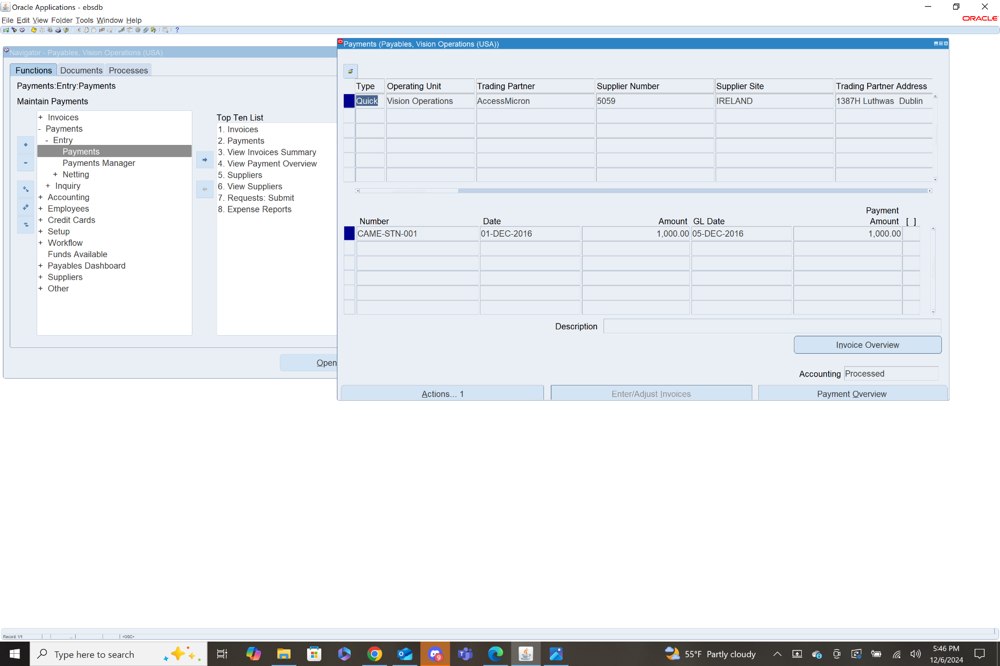 Oracle Applications - ebsdb
File Edit View Folder Tools Window Help
ORACLE
Navigator - Payables, Vision Operations (USA)
Functions Documents Processes
Payments:Entry:Payments
Maintain Payments
+ Invoices
- Payments
- Entry
Payments
Payments Manager
+ Netting
+ Inquiry
+ Accounting
+ Employees
+ Credit Cards
+ Setup
+ Workflow
Funds Available
+ Payables Dashboard
+ Suppliers
+ Other
Top Ten List
1. Invoices
2. Payments
3. View Invoices Summary
4. View Payment Overview
5. Suppliers
6. View Suppliers
7. Requests: Submit
8. Expense Reports
Open
Payments (Payables, Vision Operations (USA))
Type Operating Unit Trading Partner Supplier Number Supplier Site Trading Partner Address
Quick Vision Operations AccessMicron 5059 IRELAND 1387H Luthwas Dublin
Payment
Number Date Amount GL Date Amount [ ]
CAME-STN-001 01-DEC-2016 1,000.00 05-DEC-2016 1,000.00
Description
Invoice Overview
Accounting Processed
Actions... 1 Enter/Adjust Invoices Payment Overview
Record: 1/1 ... <OSC>
Type here to search
9
55°F Partly cloudy
5:46 PM
12/6/2024